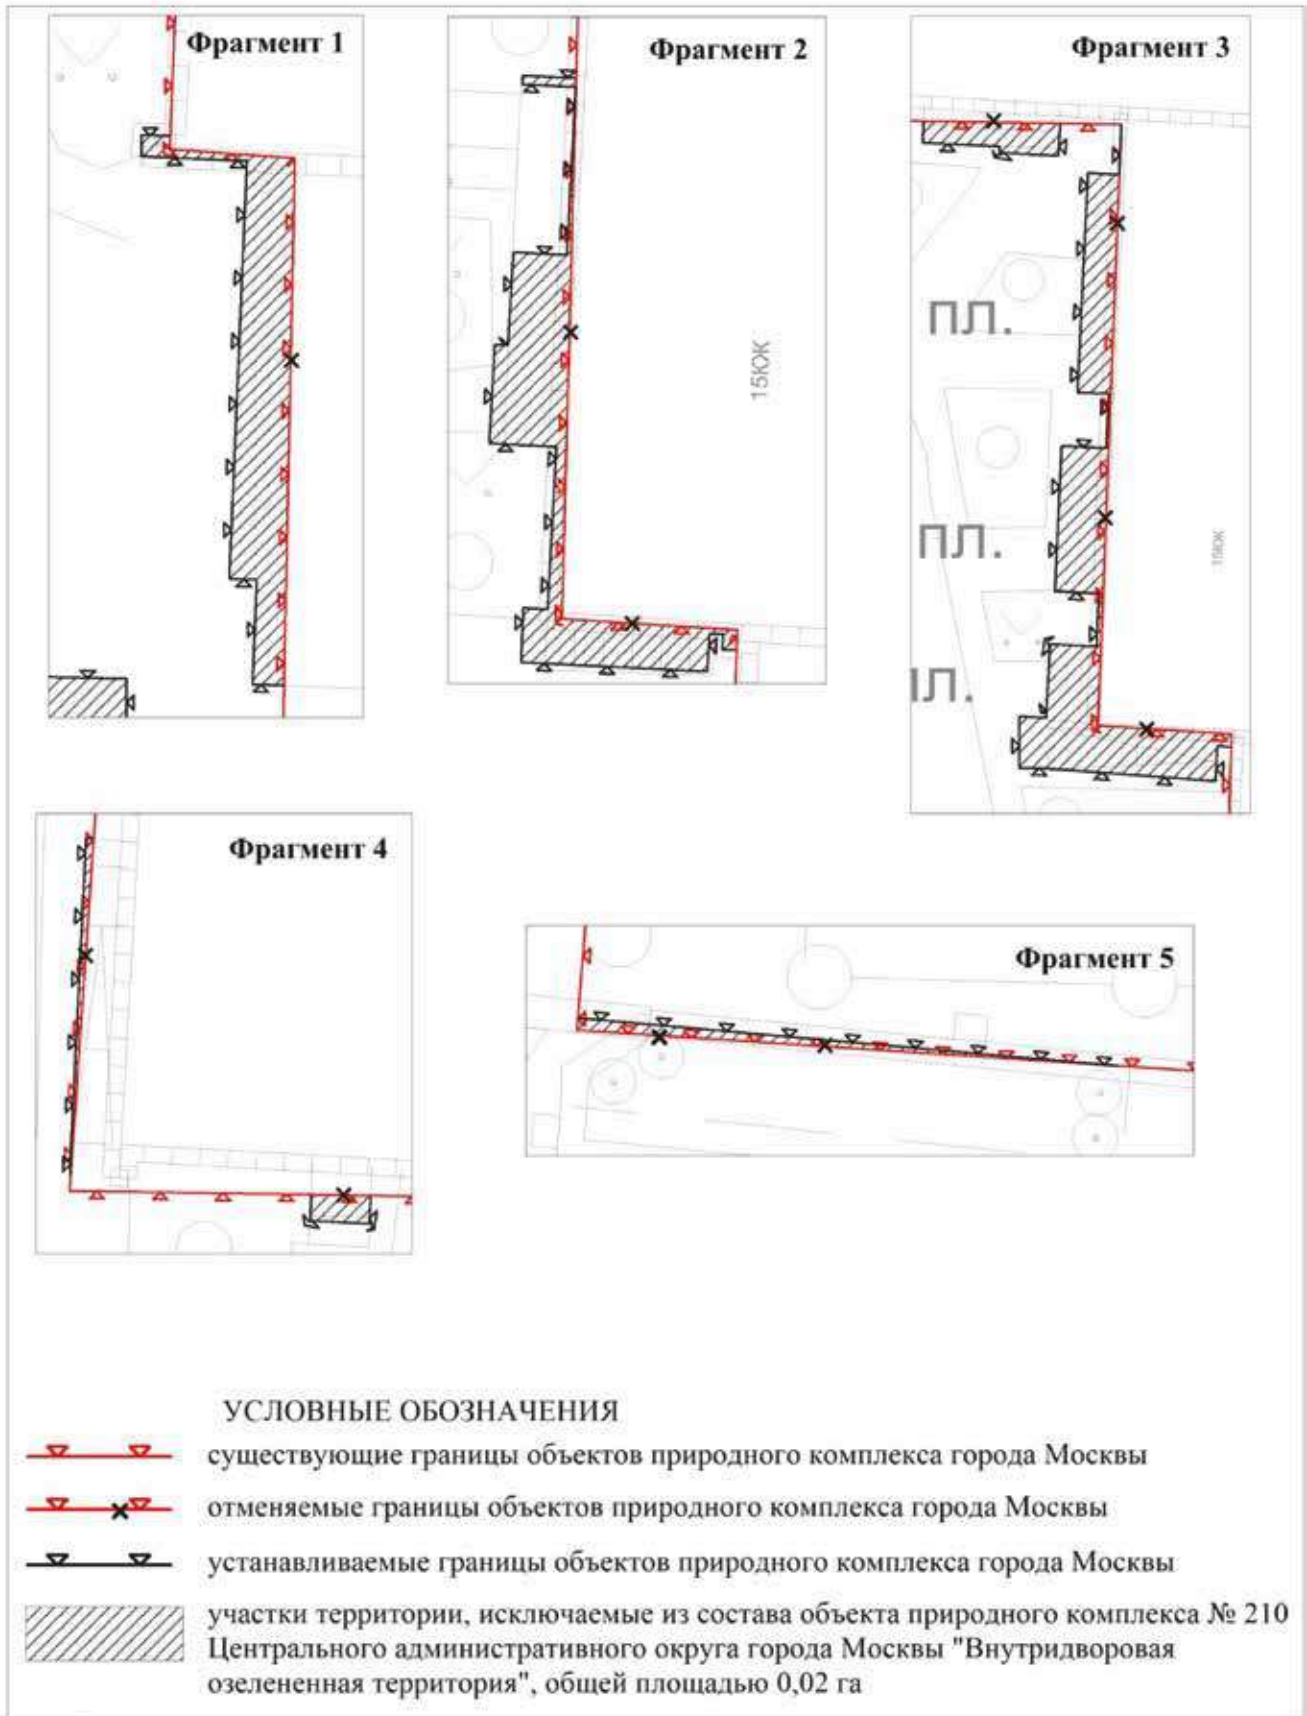 Фрагмент 1
Фрагмент 2
Фрагмент 3
15КЖ
ПЛ.
ПЛ.
15КЖ
ПЛ.
Фрагмент 4
Фрагмент 5
УСЛОВНЫЕ ОБОЗНАЧЕНИЯ
существующие границы объектов природного комплекса города Москвы
отменяемые границы объектов природного комплекса города Москвы
устанавливаемые границы объектов природного комплекса города Москвы
участки территории, исключаемые из состава объекта природного комплекса № 210
Центрального административного округа города Москвы "Внутридворовая
озелененная территория", общей площадью 0,02 га